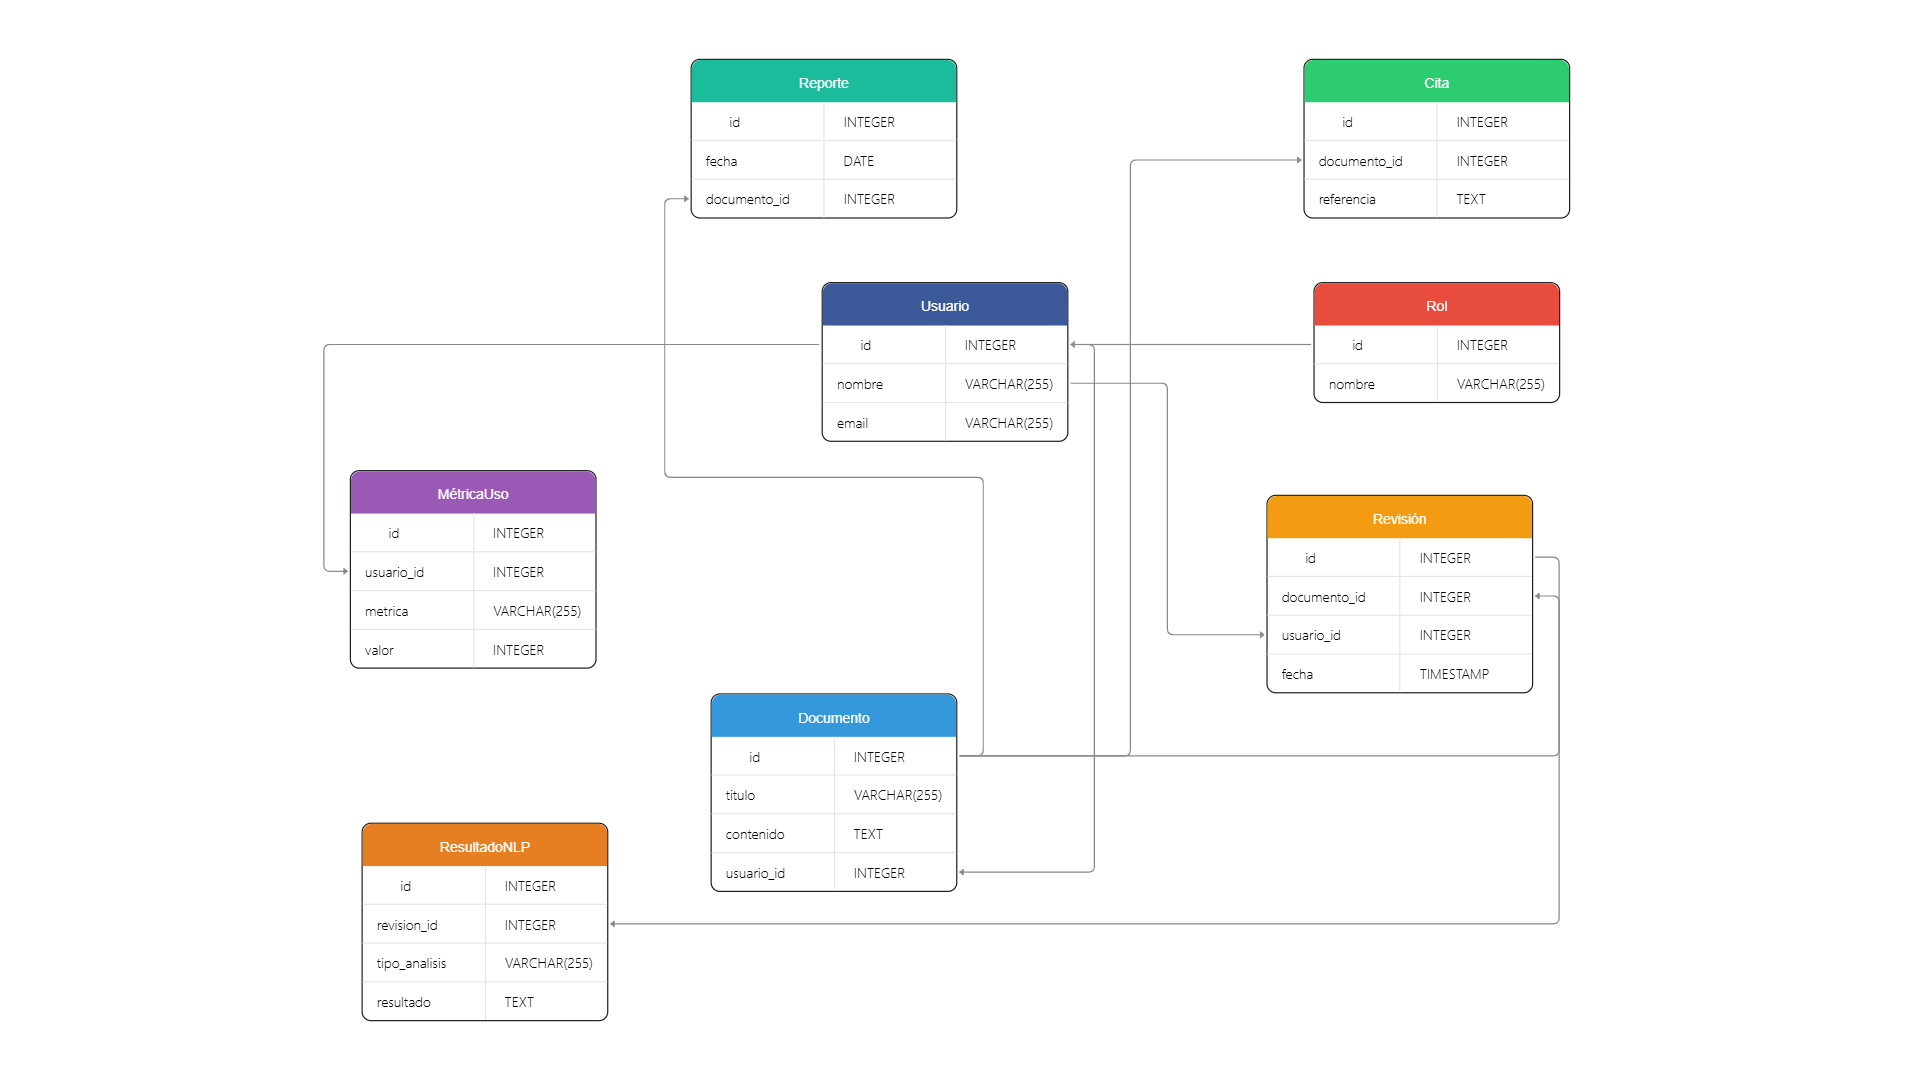 Reporte
id INTEGER
fecha DATE
documento_id INTEGER
Cita
id INTEGER
documento_id INTEGER
referencia TEXT
Usuario
id INTEGER
nombre VARCHAR(255)
email VARCHAR(255)
Rol
id INTEGER
nombre VARCHAR(255)
MétricaUso
id INTEGER
usuario_id INTEGER
metrica VARCHAR(255)
valor INTEGER
Revisión
id INTEGER
documento_id INTEGER
usuario_id INTEGER
fecha TIMESTAMP
Documento
id INTEGER
titulo VARCHAR(255)
contenido TEXT
usuario_id INTEGER
ResultadoNLP
id INTEGER
revision_id INTEGER
tipo_analisis VARCHAR(255)
resultado TEXT